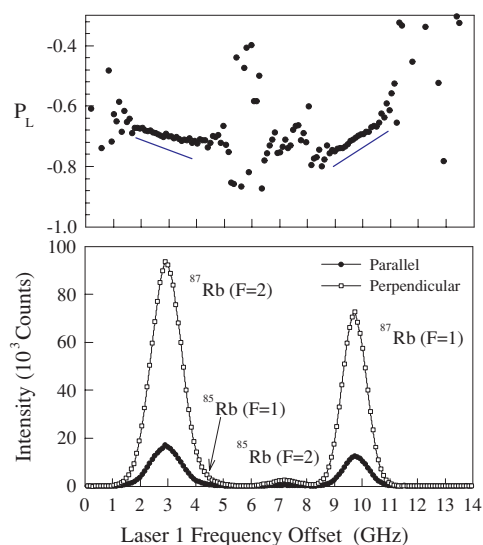 -0.4
-0.6
P_L
-0.8
-1.0
100
80
60
40
20
0
Intensity (10^3 Counts)
Parallel
Perpendicular
^87Rb (F=2)
^87Rb (F=1)
^85Rb (F=1)
^85Rb (F=2)
0 1 2 3 4 5 6 7 8 9 10 11 12 13 14
Laser 1 Frequency Offset (GHz)